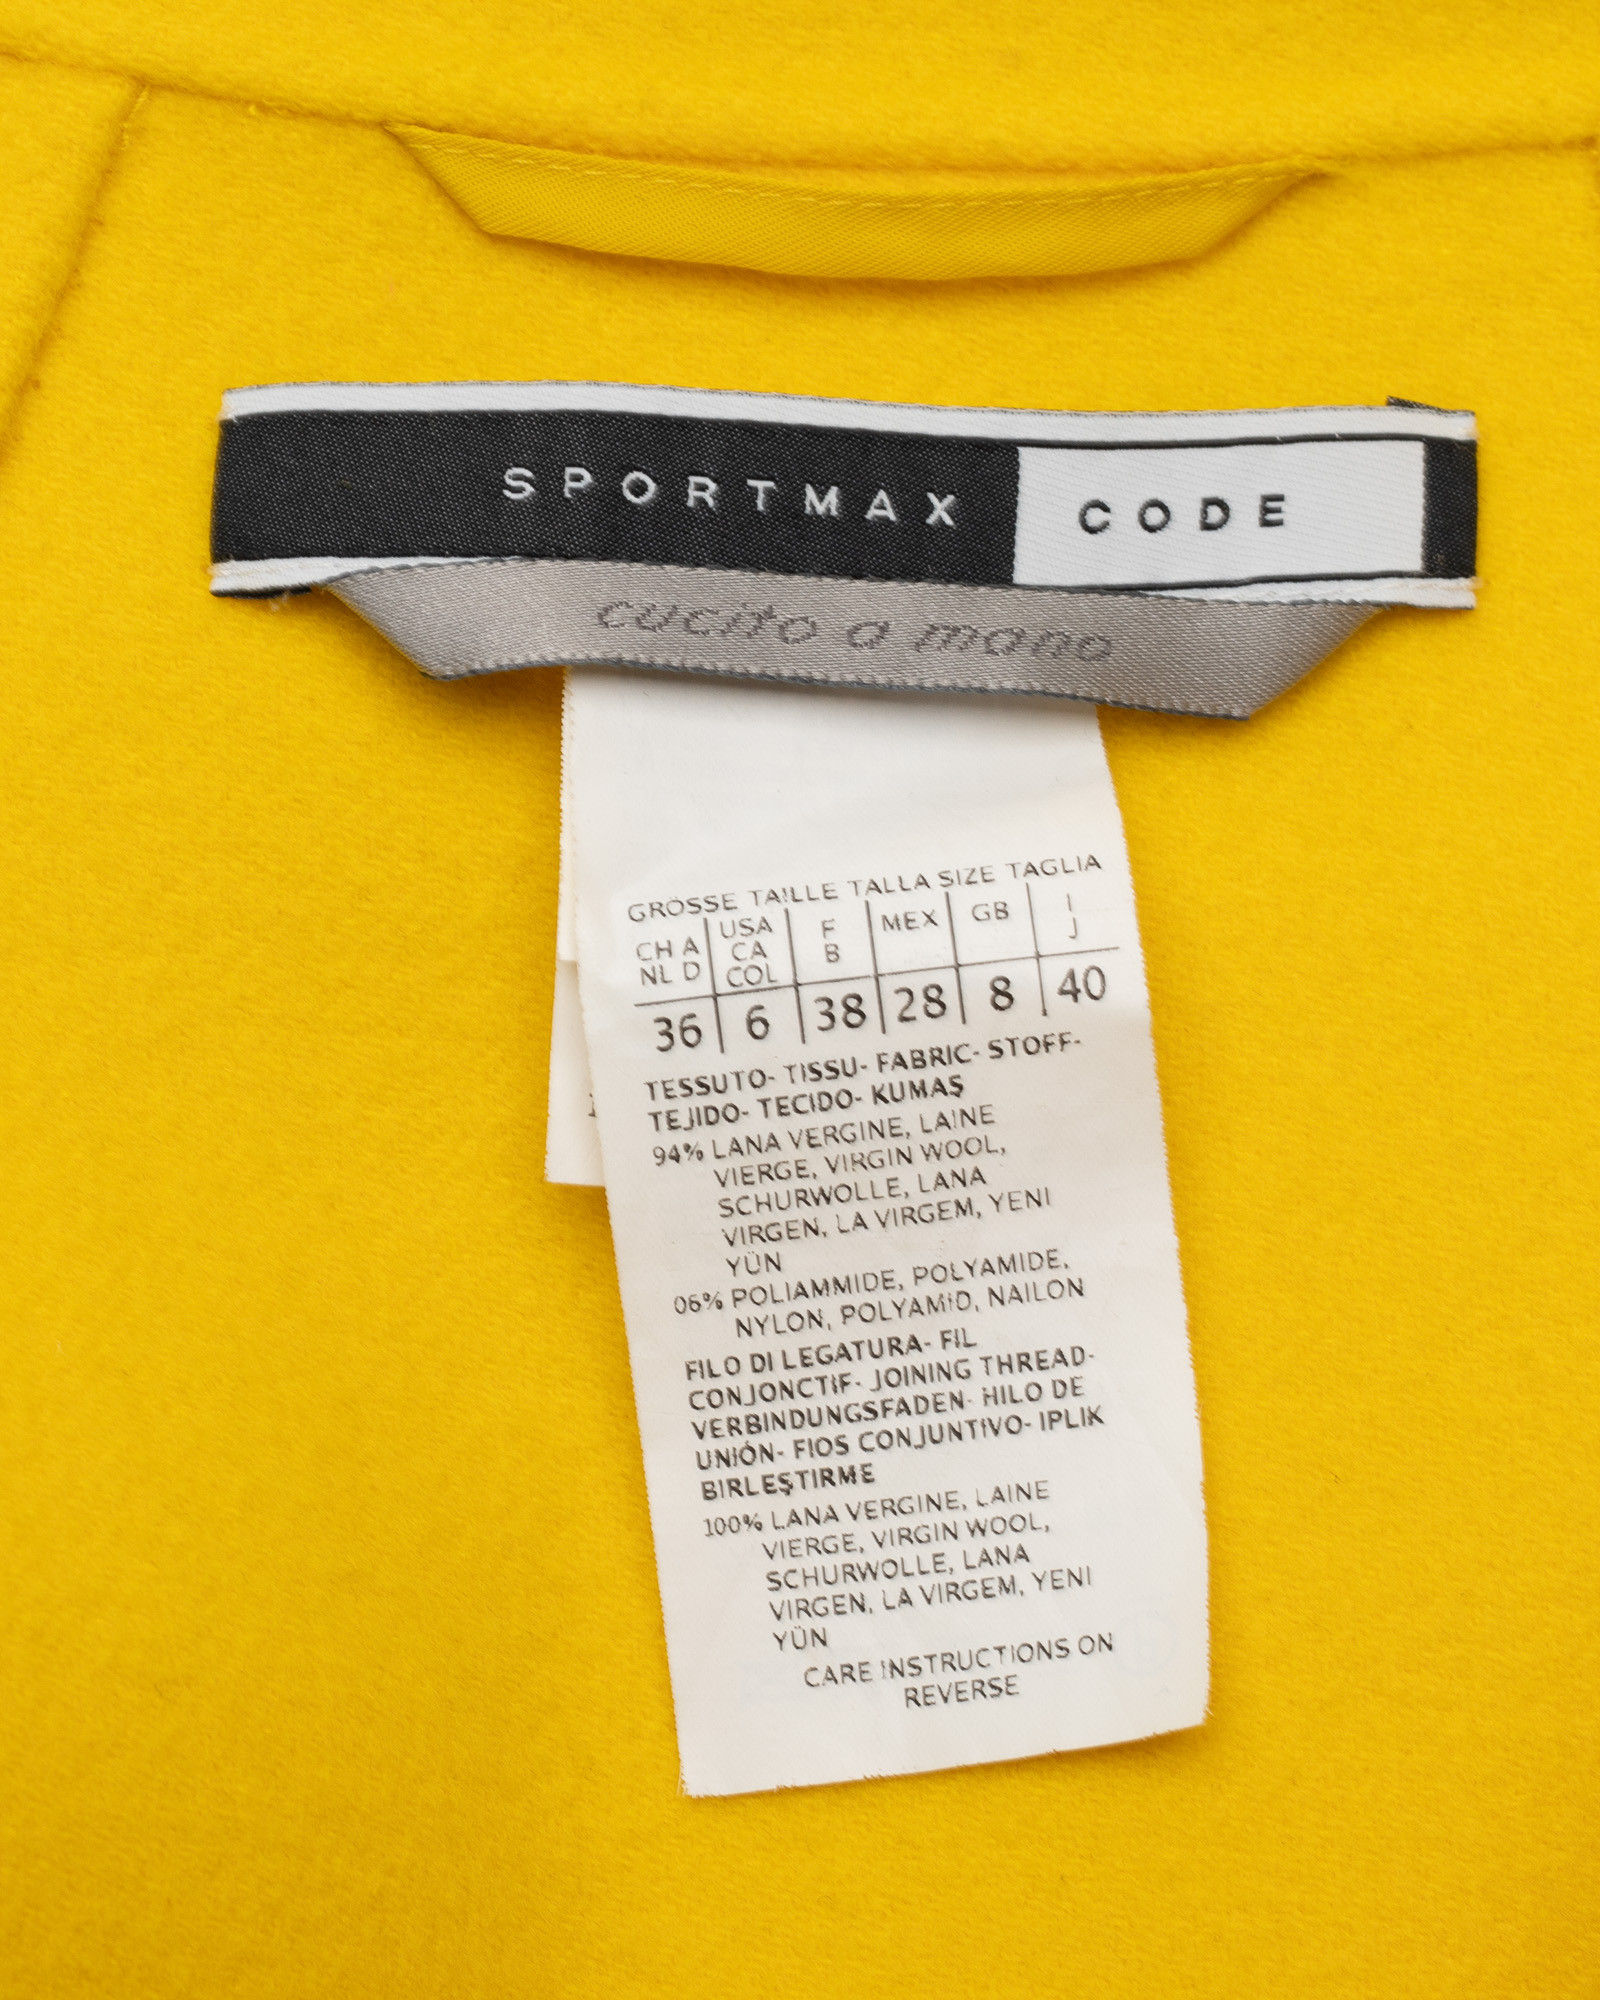 SPORTMAX CODE
cucito a mano
GRÖSSE TAILLE TALLA SIZE TAGLIA
CH A NL D USA CA COL F B MEX GB I J
36 6 38 28 8 40
TESSUTO- TISSU- FABRIC- STOFF-
TEJIDO- TECIDO- KUMAŞ
94% LANA VERGINE, LAINE
VIERGE, VIRGIN WOOL,
SCHURWOLLE, LANA
VIRGEN, LA VIRGEM, YENI
YÜN
06% POLIAMMIDE, POLYAMIDE,
NYLON, POLYAMID, NAILON
FILO DI LEGATURA- FIL
CONJONCTIF- JOINING THREAD-
VERBINDUNGSFADEN- HILO DE
UNIÓN- FIOS CONJUNTIVO- IPLIK
BIRLEŞTIRME
100% LANA VERGINE, LAINE
VIERGE, VIRGIN WOOL,
SCHURWOLLE, LANA
VIRGEN, LA VIRGEM, YENI
YÜN
CARE INSTRUCTIONS ON
REVERSE